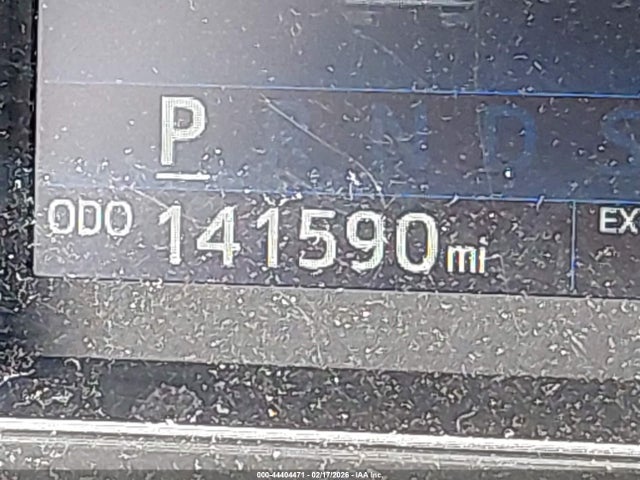 P R N D S
ODO 141590 mi EX
000-44404471 - 02/17/2026 - IAA Inc.